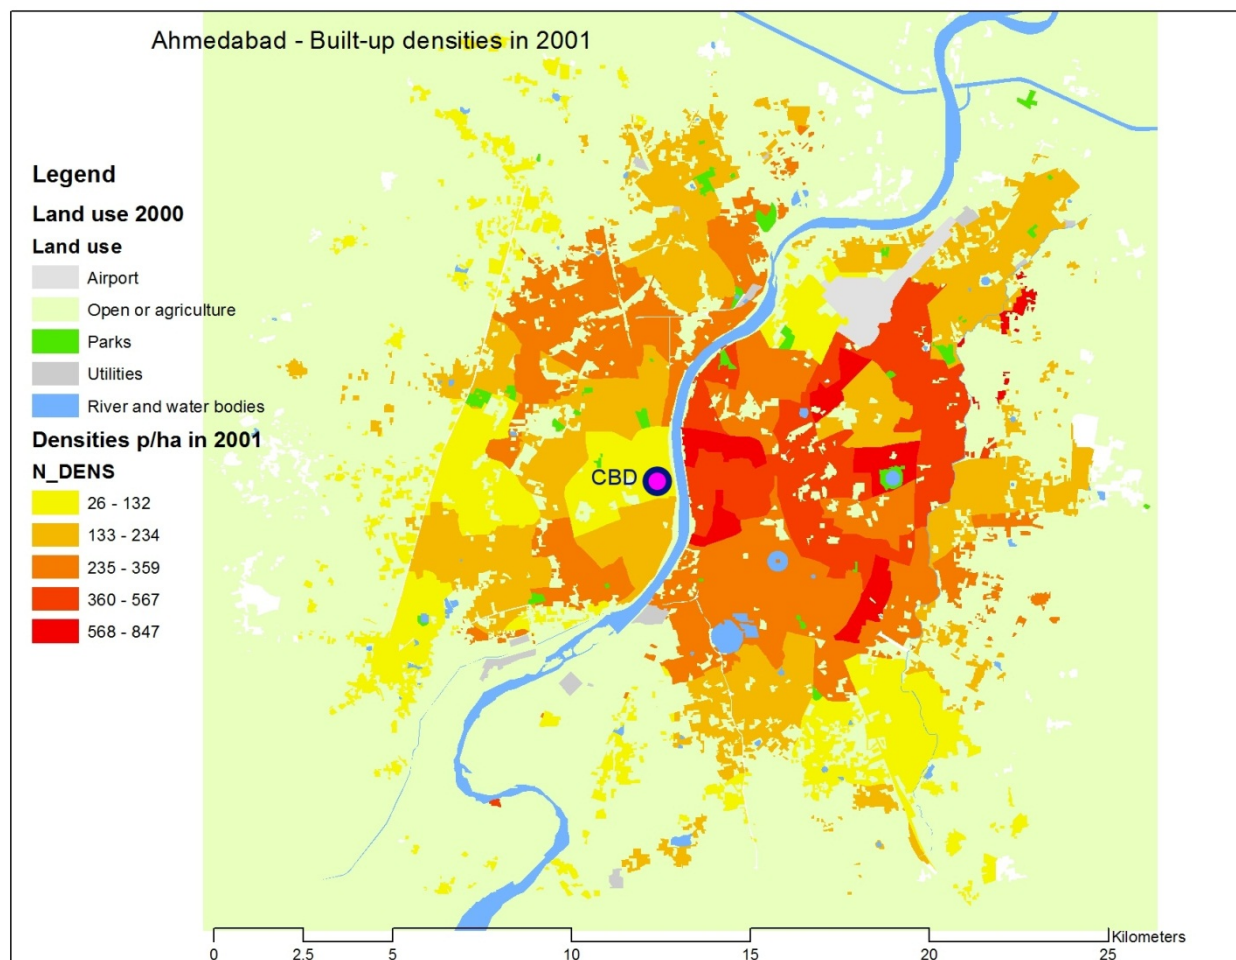 Ahmedabad - Built-up densities in 2001
Legend
Land use 2000
Land use
Airport
Open or agriculture
Parks
Utilities
River and water bodies
Densities p/ha in 2001
N_DENS
26 - 132
133 - 234
235 - 359
360 - 567
568 - 847
CBD
Kilometers
0 2.5 5 10 15 20 25